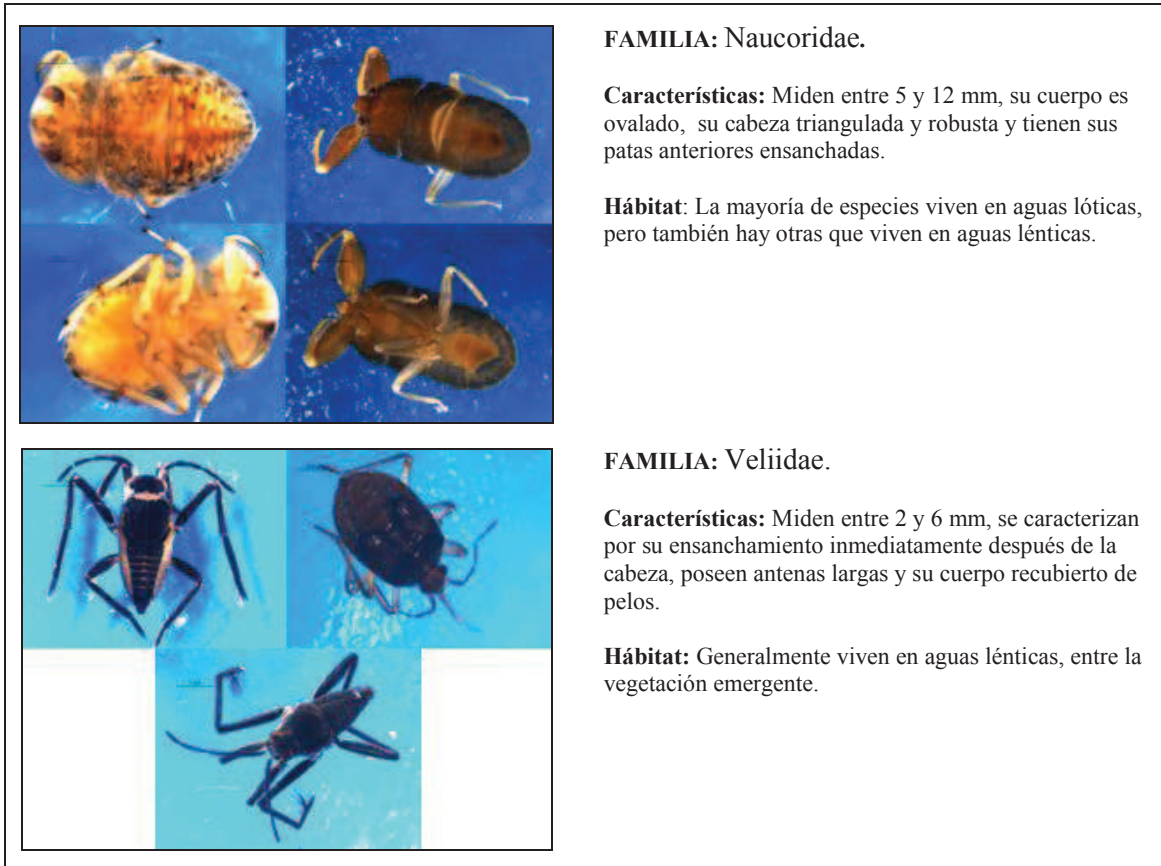 FAMILIA: Naucoridae.
Características: Miden entre 5 y 12 mm, su cuerpo es
ovalado, su cabeza triangulada y robusta y tienen sus
patas anteriores ensanchadas.
Hábitat: La mayoría de especies viven en aguas lóticas,
pero también hay otras que viven en aguas lénticas.
FAMILIA: Veliidae.
Características: Miden entre 2 y 6 mm, se caracterizan
por su ensanchamiento inmediatamente después de la
cabeza, poseen antenas largas y su cuerpo recubierto de
pelos.
Hábitat: Generalmente viven en aguas lénticas, entre la
vegetación emergente.